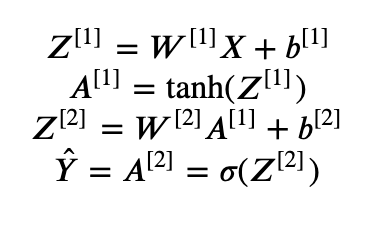 Z^{[1]} = W^{[1]} X + b^{[1]}
A^{[1]} = tanh(Z^{[1]})
Z^{[2]} = W^{[2]} A^{[1]} + b^{[2]}
Ŷ = A^{[2]} = σ(Z^{[2]})